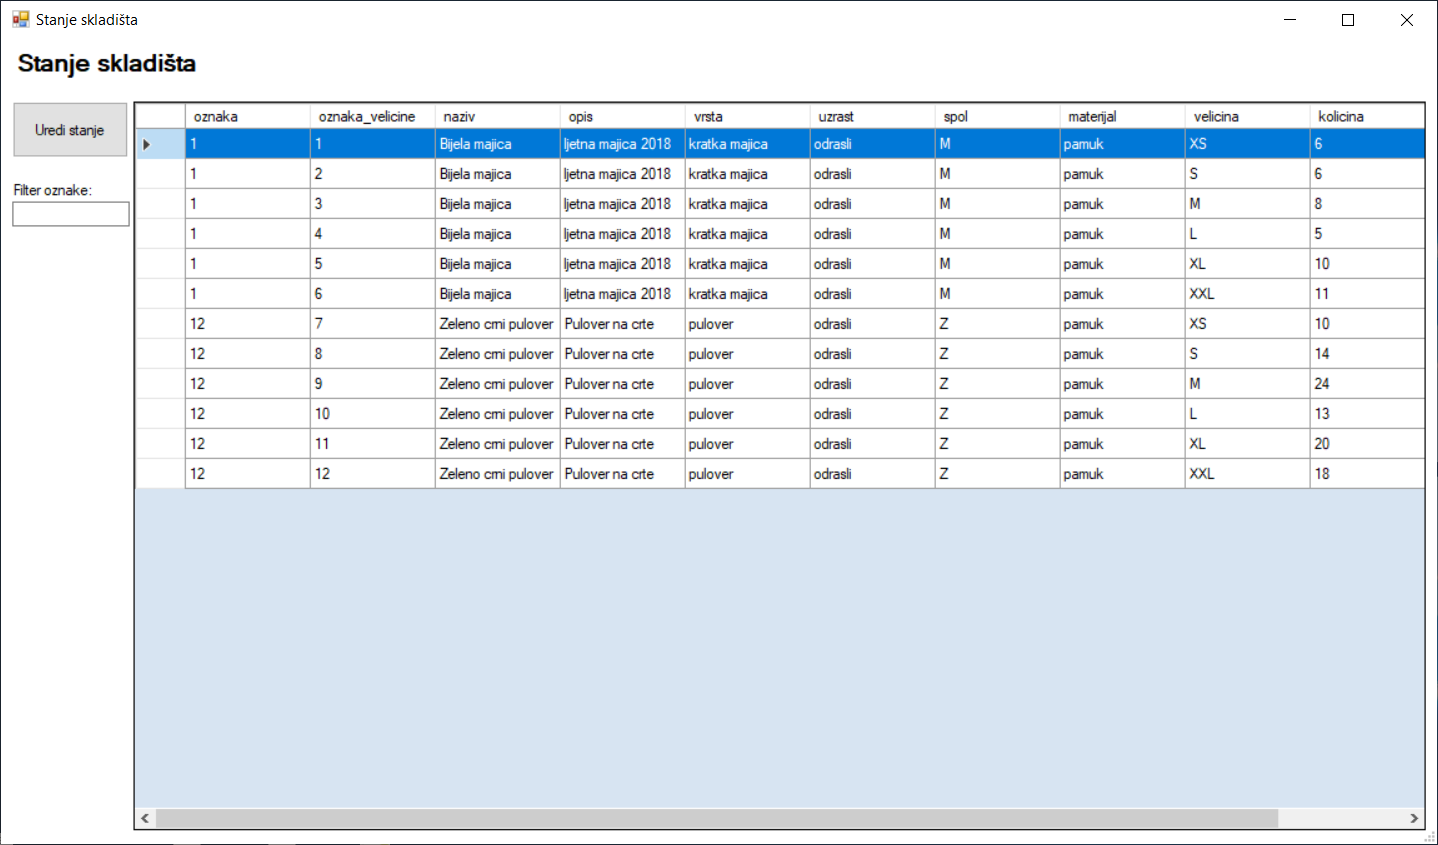 Stanje skladišta
Stanje skladišta
Uredi stanje
Filter oznake:
oznaka oznaka_velicine naziv opis vrsta uzrast spol materijal velicina kolicina
1 1 Bijela majica ljetna majica 2018 kratka majica odrasli M pamuk XS 6
1 2 Bijela majica ljetna majica 2018 kratka majica odrasli M pamuk S 6
1 3 Bijela majica ljetna majica 2018 kratka majica odrasli M pamuk M 8
1 4 Bijela majica ljetna majica 2018 kratka majica odrasli M pamuk L 5
1 5 Bijela majica ljetna majica 2018 kratka majica odrasli M pamuk XL 10
1 6 Bijela majica ljetna majica 2018 kratka majica odrasli M pamuk XXL 11
12 7 Zeleno crni pulover Pulover na crte pulover odrasli Z pamuk XS 10
12 8 Zeleno crni pulover Pulover na crte pulover odrasli Z pamuk S 14
12 9 Zeleno crni pulover Pulover na crte pulover odrasli Z pamuk M 24
12 10 Zeleno crni pulover Pulover na crte pulover odrasli Z pamuk L 13
12 11 Zeleno crni pulover Pulover na crte pulover odrasli Z pamuk XL 20
12 12 Zeleno crni pulover Pulover na crte pulover odrasli Z pamuk XXL 18